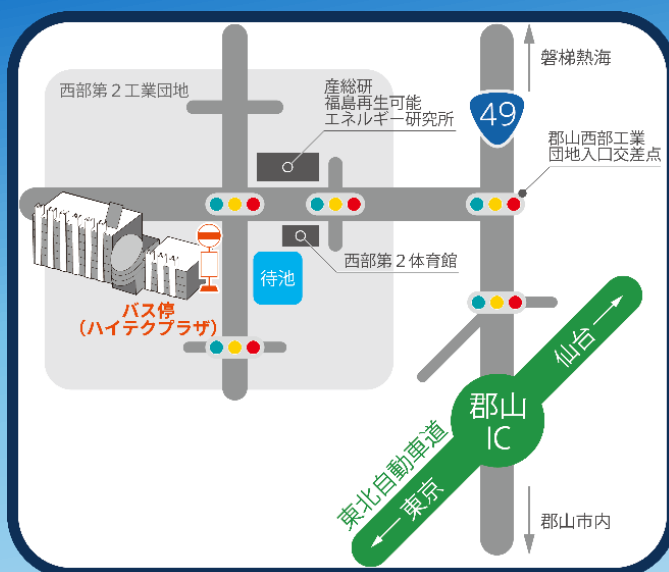 磐梯熱海
西部第２工業団地
産総研
福島再生可能
エネルギー研究所
49
郡山西部工業
団地入口交差点
西部第２体育館
待池
バス停
（ハイテクプラザ）
仙台
郡山
IC
東北自動車道
東京
郡山市内